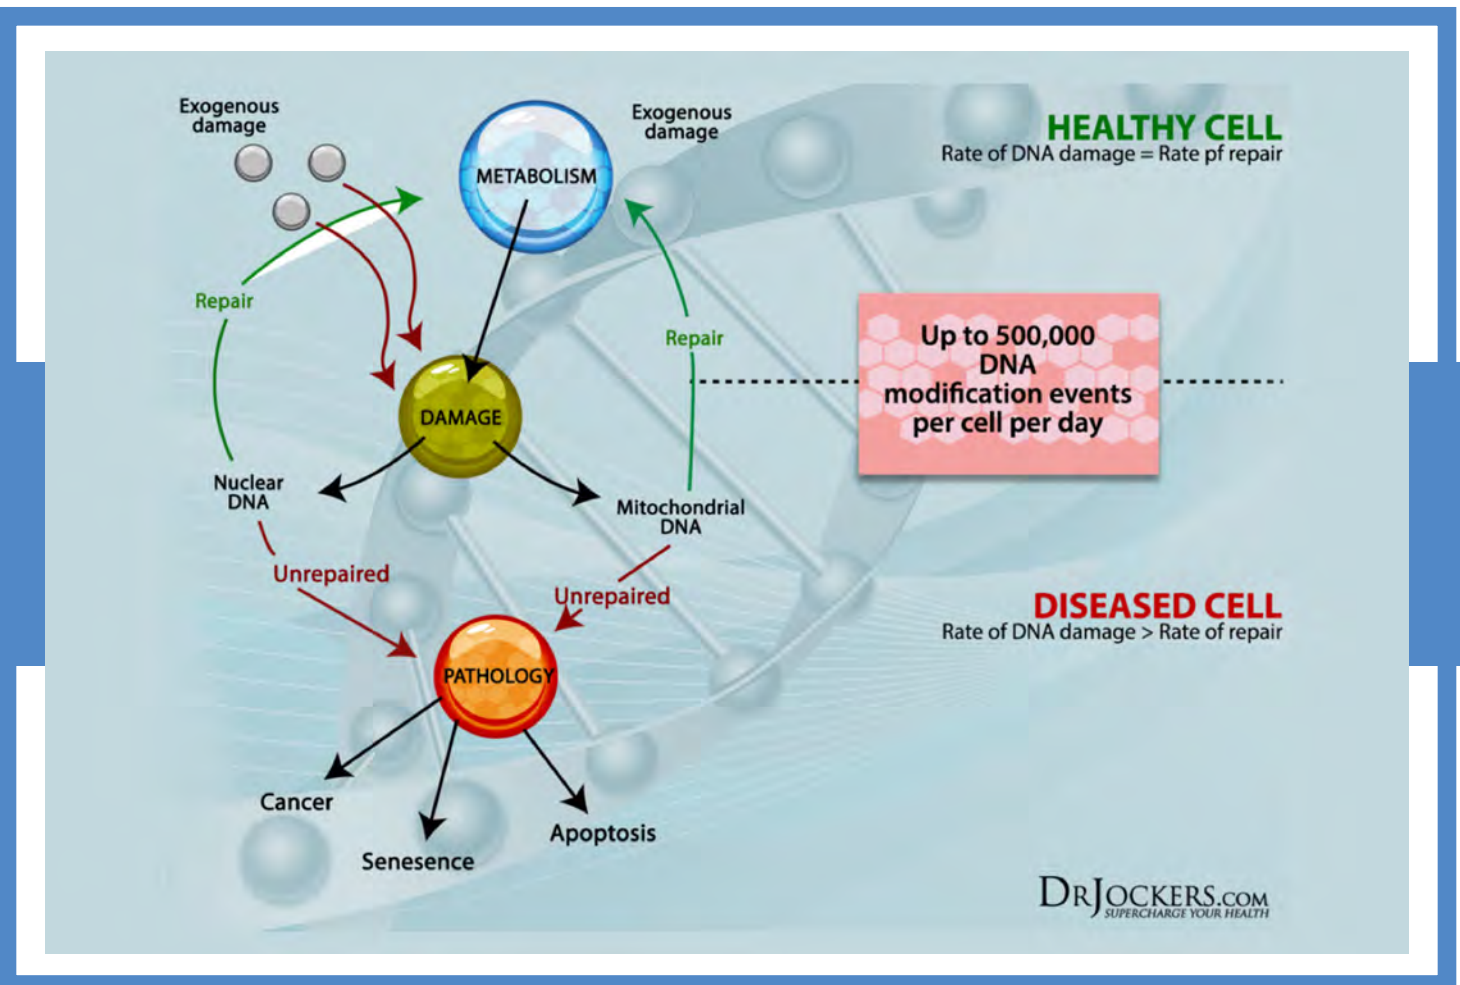 Exogenous
damage
METABOLISM
Exogenous
damage
HEALTHY CELL
Rate of DNA damage = Rate pf repair
Repair
Repair
Up to 500,000
DNA
modification events
per cell per day
DAMAGE
Nuclear
DNA
Mitochondrial
DNA
Unrepaired
Unrepaired
DISEASED CELL
Rate of DNA damage > Rate of repair
PATHOLOGY
Cancer
Senesence
Apoptosis
DRJOCKERS.COM
SUPERCHARGE YOUR HEALTH